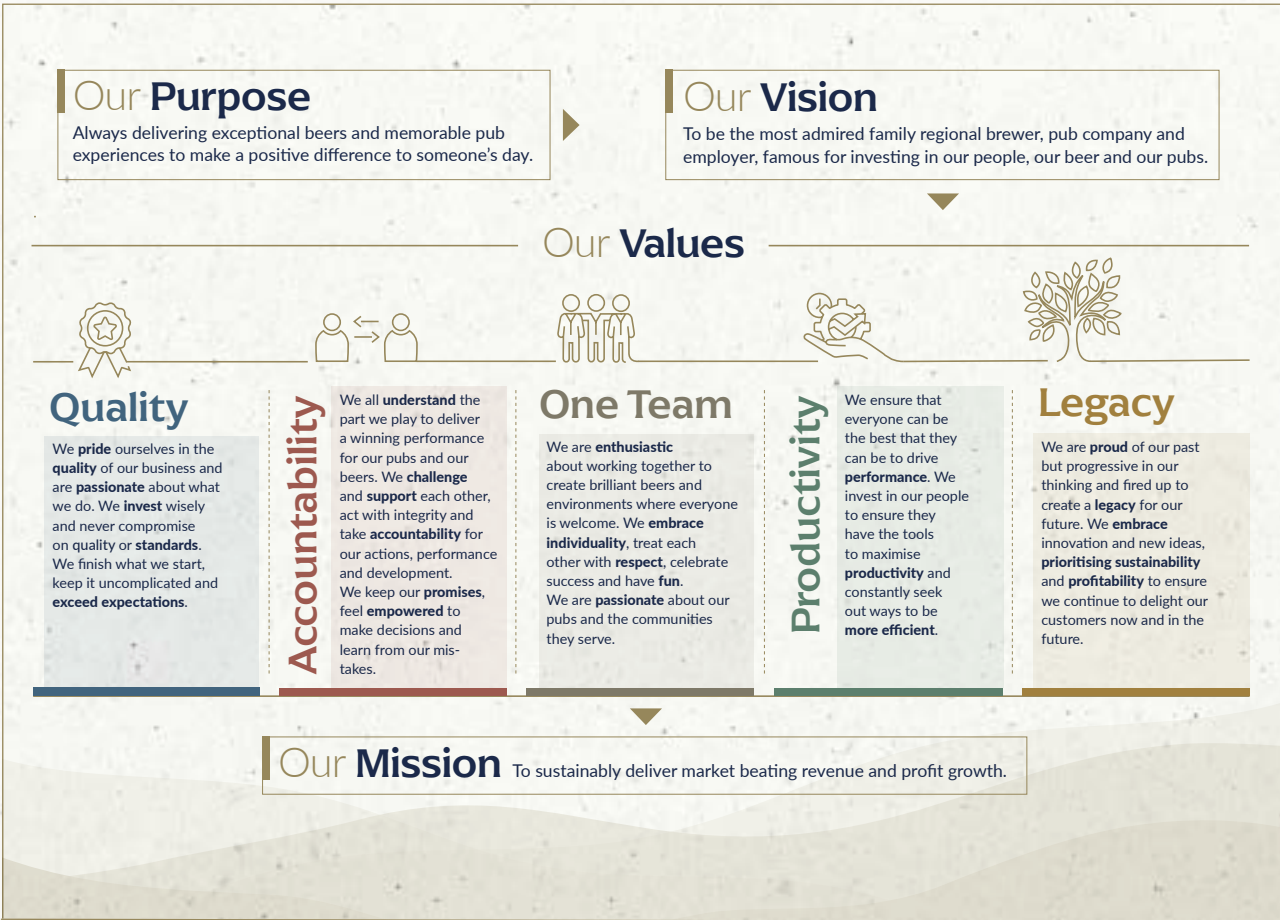 Our Purpose
Always delivering exceptional beers and memorable pub
experiences to make a positive difference to someone's day.
Our Vision
To be the most admired family regional brewer, pub company and
employer, famous for investing in our people, our beer and our pubs.
Our Values
Quality
We pride ourselves in the
quality of our business and
are passionate about what
we do. We invest wisely
and never compromise
on quality or standards.
We finish what we start,
keep it uncomplicated and
exceed expectations.
Accountability
We all understand the
part we play to deliver
a winning performance
for our pubs and our
beers. We challenge
and support each other,
act with integrity and
take accountability for
our actions, performance
and development.
We keep our promises,
feel empowered to
make decisions and
learn from our mis-
takes.
One Team
We are enthusiastic
about working together to
create brilliant beers and
environments where everyone
is welcome. We embrace
individuality, treat each
other with respect, celebrate
success and have fun.
We are passionate about our
pubs and the communities
they serve.
Productivity
We ensure that
everyone can be
the best that they
can be to drive
performance. We
invest in our people
to ensure they
have the tools
to maximise
productivity and
constantly seek
out ways to be
more efficient.
Legacy
We are proud of our past
but progressive in our
thinking and fired up to
create a legacy for our
future. We embrace
innovation and new ideas,
prioritising sustainability
and profitability to ensure
we continue to delight our
customers now and in the
future.
Our Mission To sustainably deliver market beating revenue and profit growth.